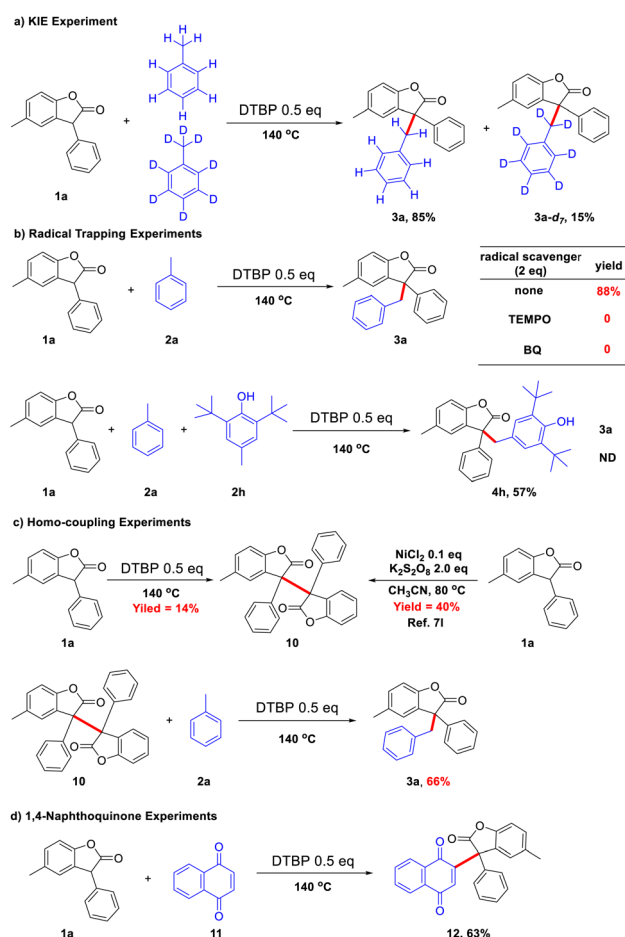 a) KIE Experiment
H
H
H
H
H
H
H
H
O
O
1a
+
D
D
D
D
D
D
D
D
DTBP 0.5 eq
140 °C
O
O
H
H
H
H
H
H
H
3a, 85%
+
O
O
D
D
D
D
D
D
D
3a-d7, 15%
b) Radical Trapping Experiments
O
O
1a
+
2a
DTBP 0.5 eq
140 °C
O
O
3a
radical scavenger yield
(2 eq)
none 88%
TEMPO 0
BQ 0
O
O
1a
+
2a
+
OH
2h
DTBP 0.5 eq
140 °C
O
O
OH
4h, 57%
3a
ND
c) Homo-coupling Experiments
O
O
1a
DTBP 0.5 eq
140 °C
Yiled = 14%
O
O
O
O
10
NiCl2 0.1 eq
K2S2O8 2.0 eq
CH3CN, 80 °C
Yield = 40%
Ref. 7l
O
O
1a
O
O
O
O
10
+
2a
DTBP 0.5 eq
140 °C
O
O
3a, 66%
d) 1,4-Naphthoquinone Experiments
O
O
1a
+
O
O
11
DTBP 0.5 eq
140 °C
O
O
O
O
12, 63%